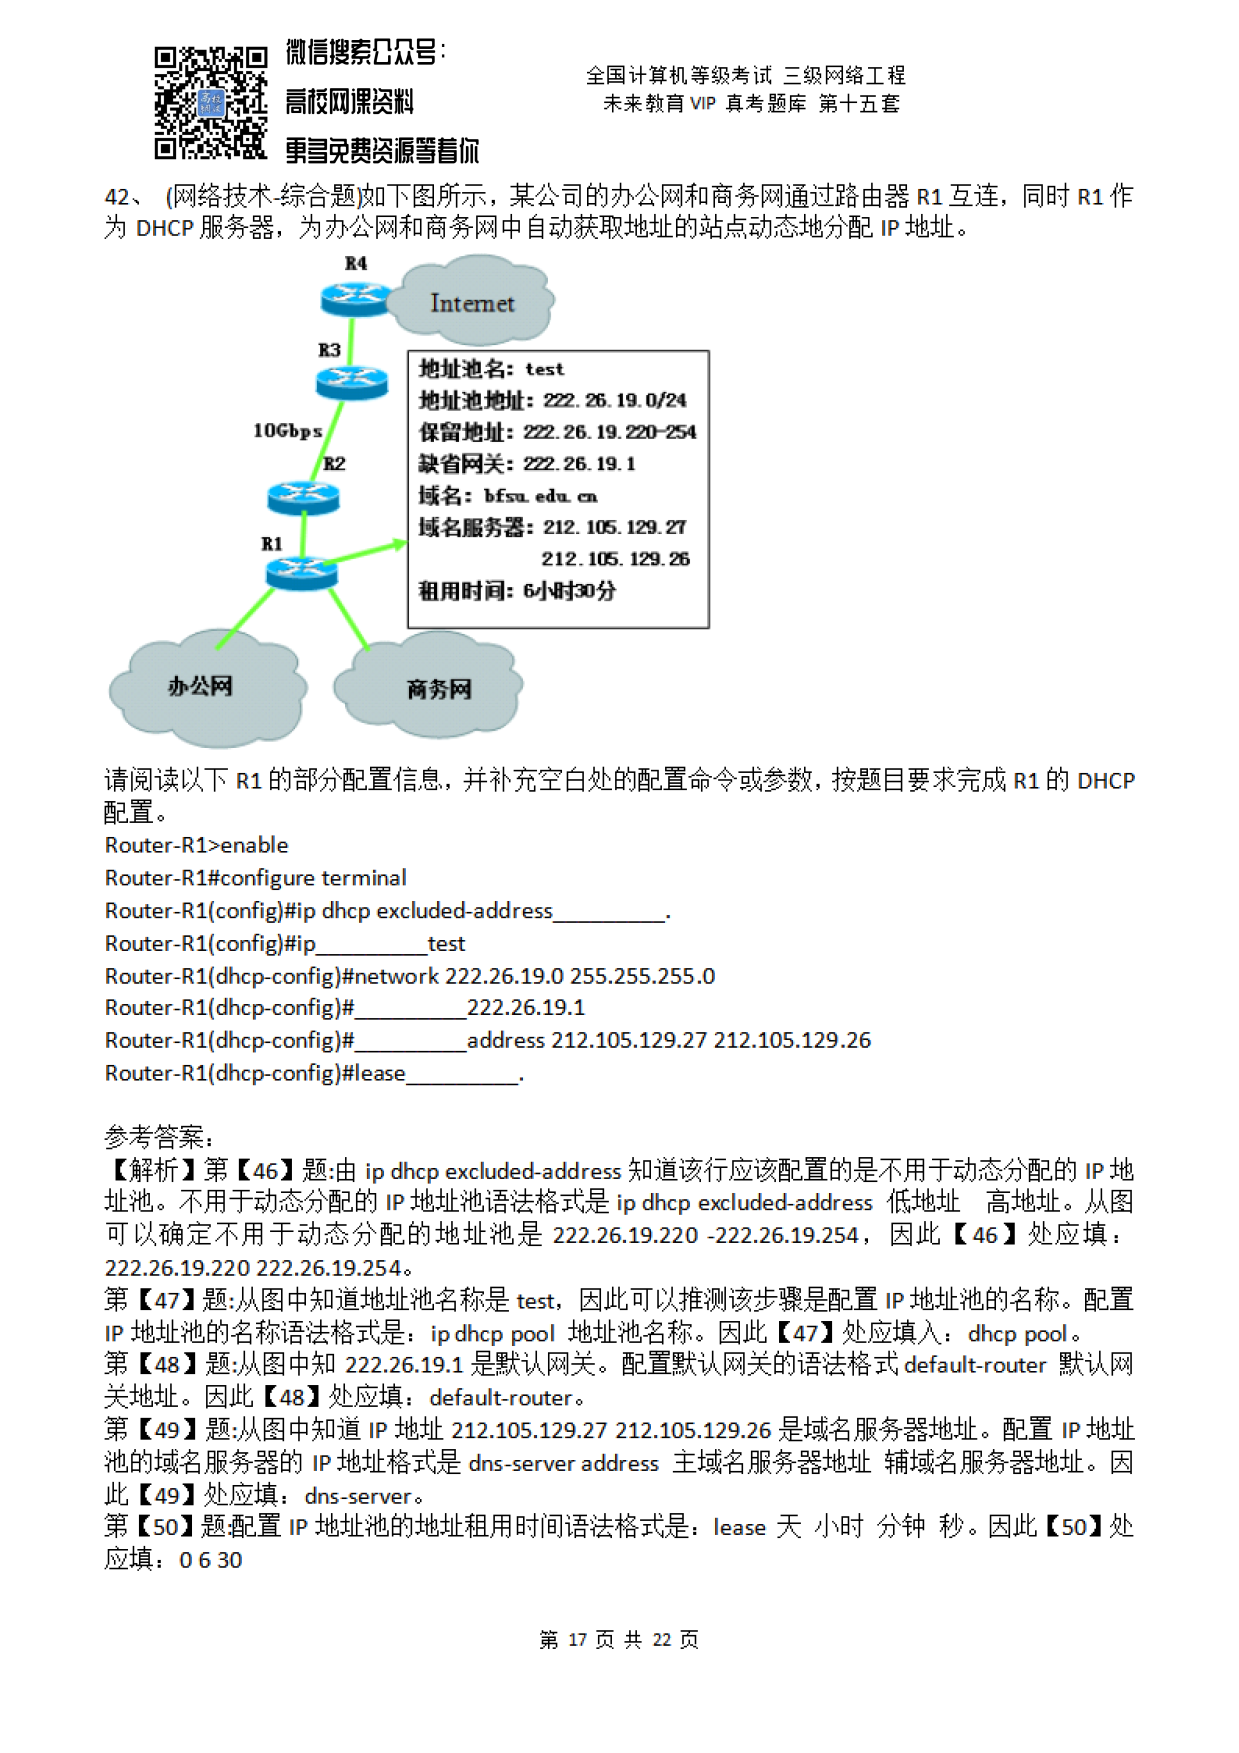 微信搜索公众号：
高校网课资料
更多免费资源等着你
全国计算机等级考试 三级网络工程
未来教育 VIP 真考题库 第十五套
42、 (网络技术-综合题)如下图所示，某公司的办公网和商务网通过路由器 R1 互连，同时 R1 作
为 DHCP 服务器，为办公网和商务网中自动获取地址的站点动态地分配 IP 地址。
R4
Internet
R3
地址池名：test
地址池地址：222.26.19.0/24
10Gbps
保留地址：222.26.19.220-254
R2
缺省网关：222.26.19.1
域名：bfsu.edu.cn
域名服务器：212.105.129.27
R1
212.105.129.26
租用时间：6小时30分
办公网
商务网
请阅读以下 R1 的部分配置信息，并补充空白处的配置命令或参数，按题目要求完成 R1 的 DHCP
配置。
Router-R1>enable
Router-R1#configure terminal
Router-R1(config)#ip dhcp excluded-address_________.
Router-R1(config)#ip_________test
Router-R1(dhcp-config)#network 222.26.19.0 255.255.255.0
Router-R1(dhcp-config)#_________222.26.19.1
Router-R1(dhcp-config)#_________address 212.105.129.27 212.105.129.26
Router-R1(dhcp-config)#lease_________.
参考答案：
【解析】第【46】题:由 ip dhcp excluded-address 知道该行应该配置的是不用于动态分配的 IP 地
址池。不用于动态分配的 IP 地址池语法格式是 ip dhcp excluded-address 低地址 高地址。从图
可以确定不用于动态分配的地址池是 222.26.19.220 -222.26.19.254，因此【46】处应填：
222.26.19.220 222.26.19.254。
第【47】题:从图中知道地址池名称是 test，因此可以推测该步骤是配置 IP 地址池的名称。配置
IP 地址池的名称语法格式是：ip dhcp pool 地址池名称。因此【47】处应填入：dhcp pool。
第【48】题:从图中知 222.26.19.1 是默认网关。配置默认网关的语法格式 default-router 默认网
关地址。因此【48】处应填：default-router。
第【49】题:从图中知道 IP 地址 212.105.129.27 212.105.129.26 是域名服务器地址。配置 IP 地址
池的域名服务器的 IP 地址格式是 dns-server address 主域名服务器地址 辅域名服务器地址。因
此【49】处应填：dns-server。
第【50】题:配置 IP 地址池的地址租用时间语法格式是：lease 天 小时 分钟 秒。因此【50】处
应填：0 6 30
第 17 页 共 22 页